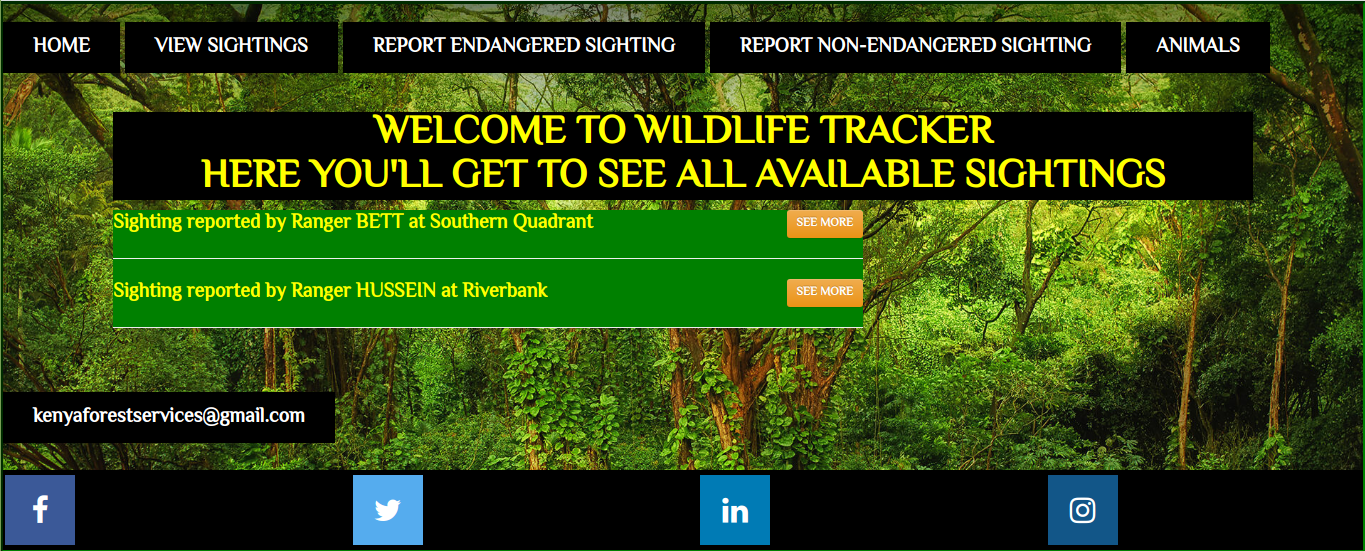 HOME
VIEW SIGHTINGS
REPORT ENDANGERED SIGHTING
REPORT NON-ENDANGERED SIGHTING
ANIMALS
WELCOME TO WILDLIFE TRACKER
HERE YOU'LL GET TO SEE ALL AVAILABLE SIGHTINGS
Sighting reported by Ranger BETT at Southern Quadrant
SEE MORE
Sighting reported by Ranger HUSSEIN at Riverbank
SEE MORE
kenyaforestservices@gmail.com